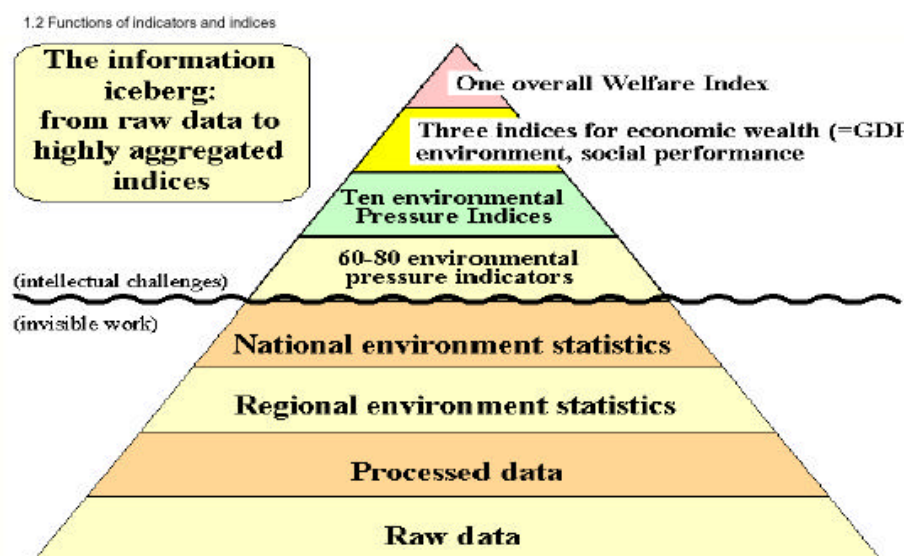 1.2 Functions of indicators and indices
The information
iceberg:
from raw data to
highly aggregated
indices
One overall Welfare Index
Three indices for economic wealth (=GDP
environment, social performance
Ten environmental
Pressure Indices
60-80 environmental
pressure indicators
(intellectual challenges)
(invisible work)
National environment statistics
Regional environment statistics
Processed data
Raw data